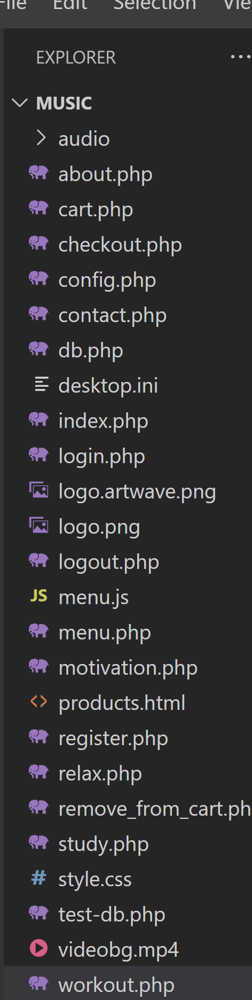 File Edit Selection View
EXPLORER ...
MUSIC
audio
about.php
cart.php
checkout.php
config.php
contact.php
db.php
desktop.ini
index.php
login.php
logo.artwave.png
logo.png
logout.php
JS menu.js
menu.php
motivation.php
<> products.html
register.php
relax.php
remove_from_cart.ph
study.php
# style.css
test-db.php
videobg.mp4
workout.php